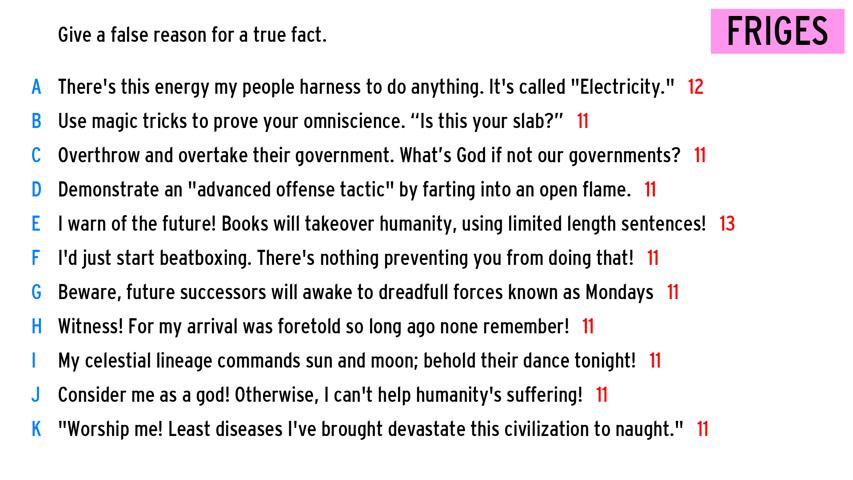 Give a false reason for a true fact.
FRIGES
A There's this energy my people harness to do anything. It's called "Electricity." 12
B Use magic tricks to prove your omniscience. “Is this your slab?” 11
C Overthrow and overtake their government. What’s God if not our governments? 11
D Demonstrate an "advanced offense tactic" by farting into an open flame. 11
E I warn of the future! Books will takeover humanity, using limited length sentences! 13
F I'd just start beatboxing. There's nothing preventing you from doing that! 11
G Beware, future successors will awake to dreadfull forces known as Mondays 11
H Witness! For my arrival was foretold so long ago none remember! 11
I My celestial lineage commands sun and moon; behold their dance tonight! 11
J Consider me as a god! Otherwise, I can't help humanity's suffering! 11
K "Worship me! Least diseases I've brought devastate this civilization to naught." 11